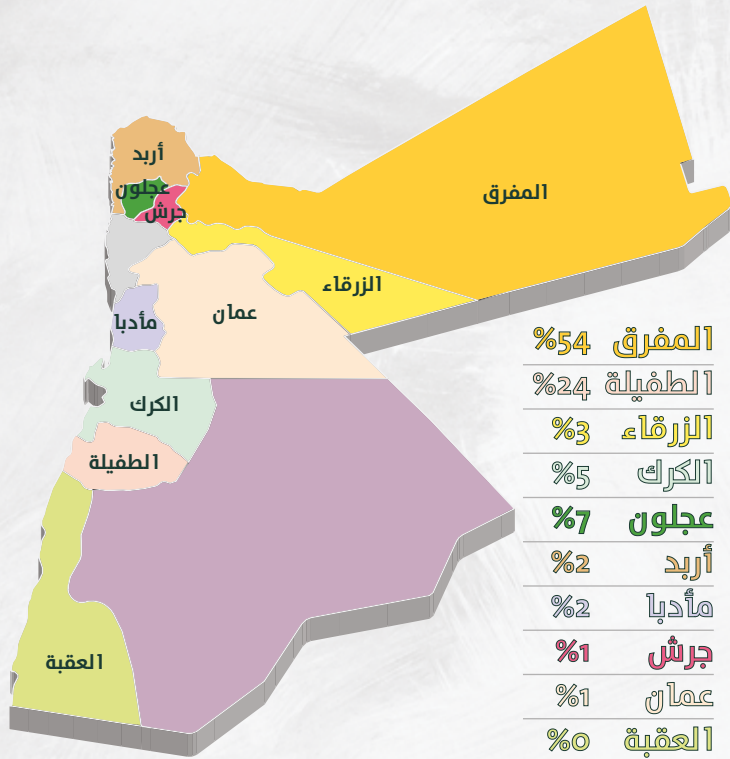 أربد
عجلون
جرش
المفرق
الزرقاء
عمان
مأدبا
الكرك
الطفيلة
العقبة
المفرق %54
الطفيلة %24
الزرقاء %3
الكرك %5
عجلون %7
أربد %2
مأدبا %2
جرش %1
عمان %1
العقبة %0